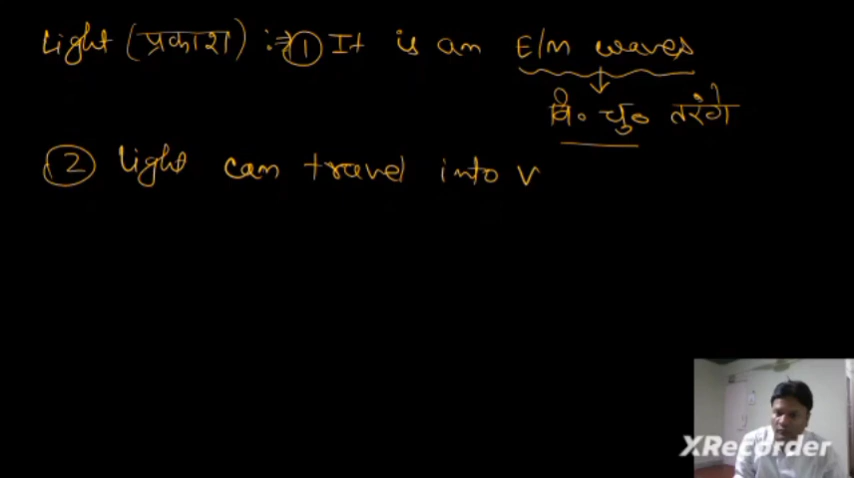 Light (प्रकाश) :⇒ ① It is an E/M waves
वि० चु० तरंगे
② Light can travel into v
XRecorder